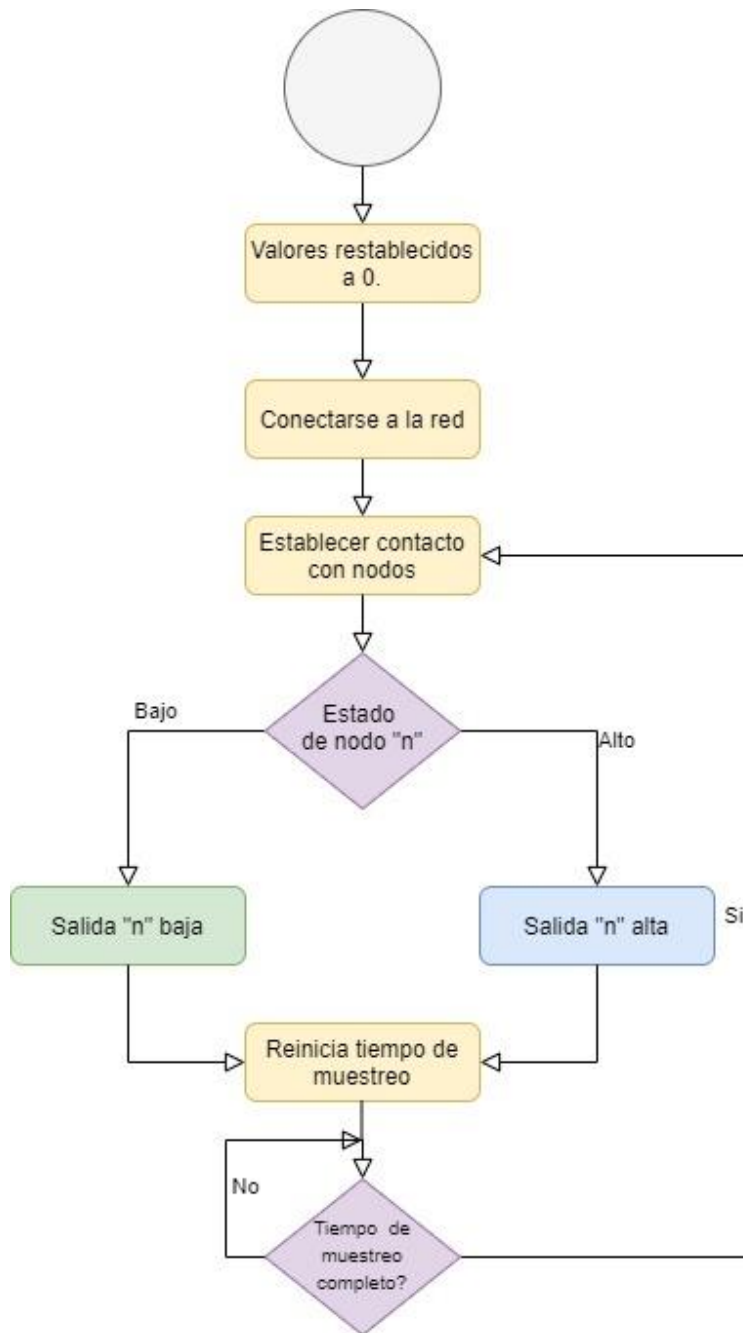 Valores restablecidos
a 0.
Conectarse a la red
Establecer contacto
con nodos
Estado
de nodo "n"
Bajo
Alto
Salida "n" baja
Salida "n" alta
Si
Reinicia tiempo de
muestreo
No
Tiempo de
muestreo
completo?